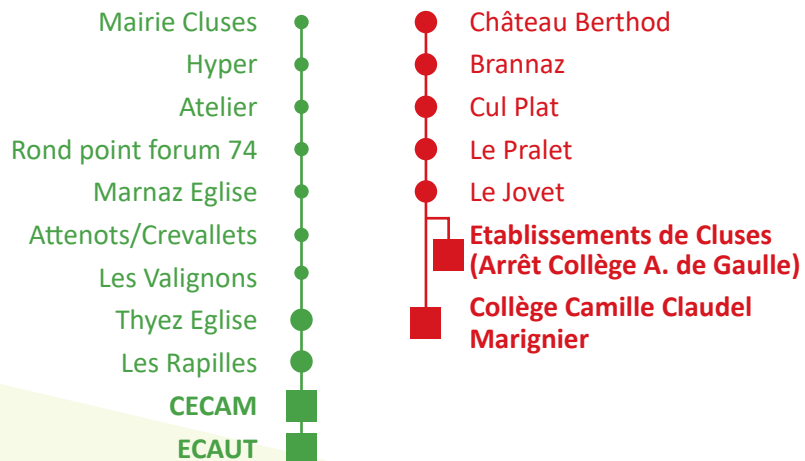 Mairie Cluses
Hyper
Atelier
Rond point forum 74
Marnaz Eglise
Attenots/Crevallets
Les Valignons
Thyez Eglise
Les Rapilles
CECAM
ECAUT
Château Berthod
Brannaz
Cul Plat
Le Pralet
Le Jovet
Etablissements de Cluses
(Arrêt Collège A. de Gaulle)
Collège Camille Claudel
Marignier